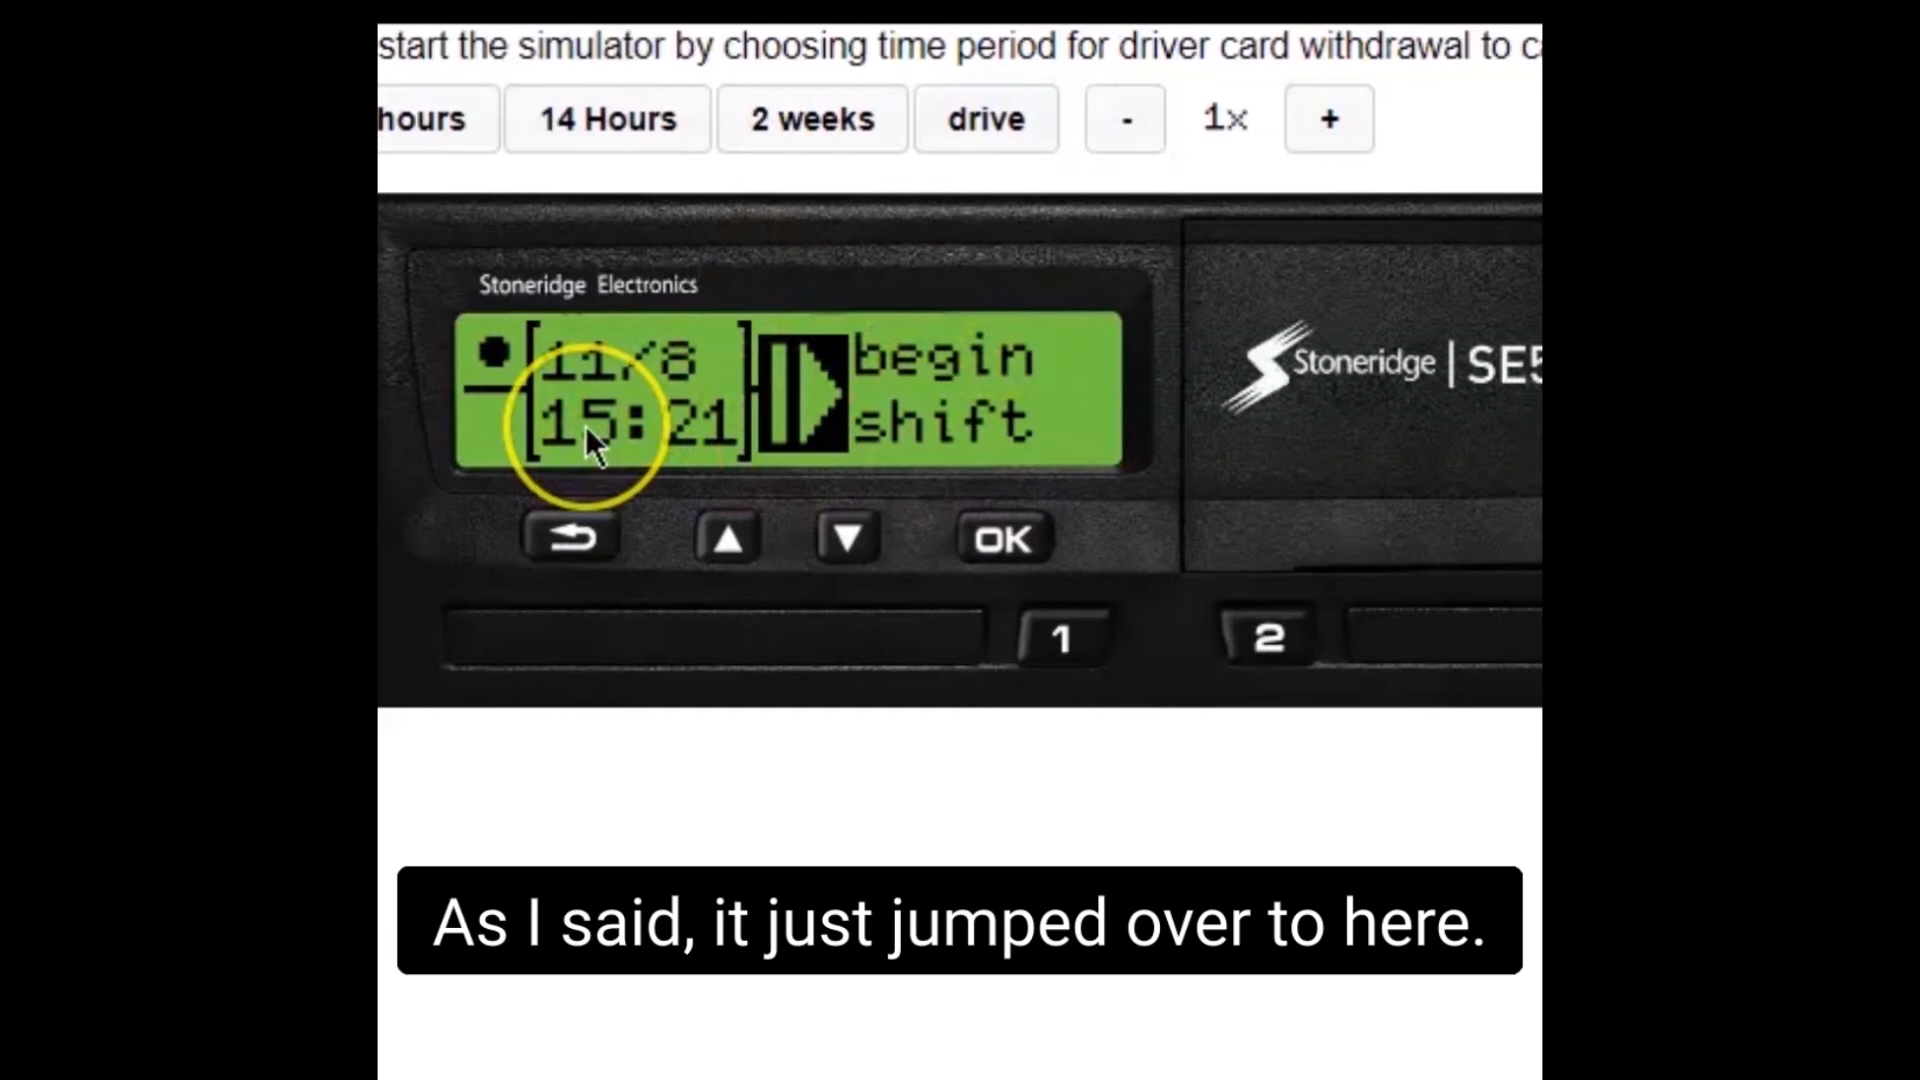 start the simulator by choosing time period for driver card withdrawal to
hours 14 Hours 2 weeks drive - 1x +
Stoneridge Electronics
11/8 begin
15:21 shift
Stoneridge | SE5
OK
1 2
As I said, it just jumped over to here.